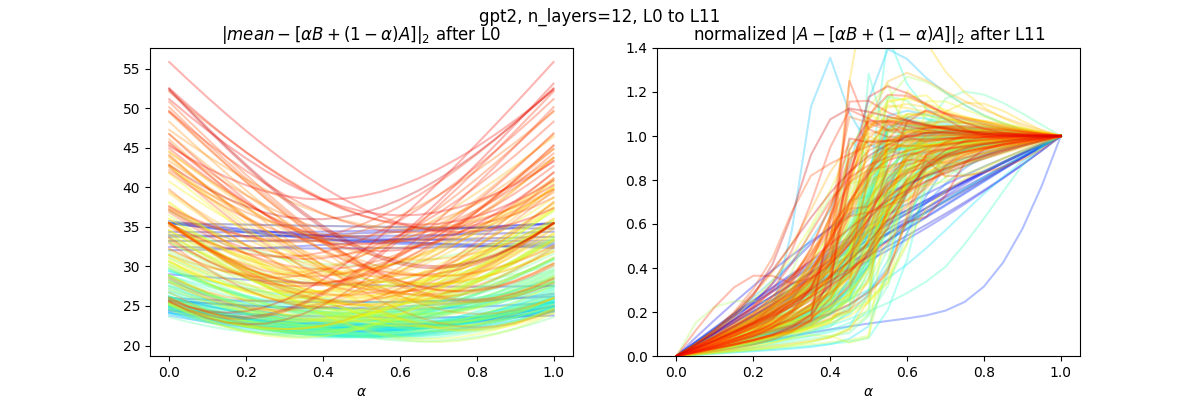 gpt2, n_layers=12, L0 to L11
|mean − [αB + (1 − α)A]|₂ after L0
normalized |A − [αB + (1 − α)A]|₂ after L11
55
50
45
40
35
30
25
20
0.0 0.2 0.4 0.6 0.8 1.0
α
1.4
1.2
1.0
0.8
0.6
0.4
0.2
0.0
0.0 0.2 0.4 0.6 0.8 1.0
α